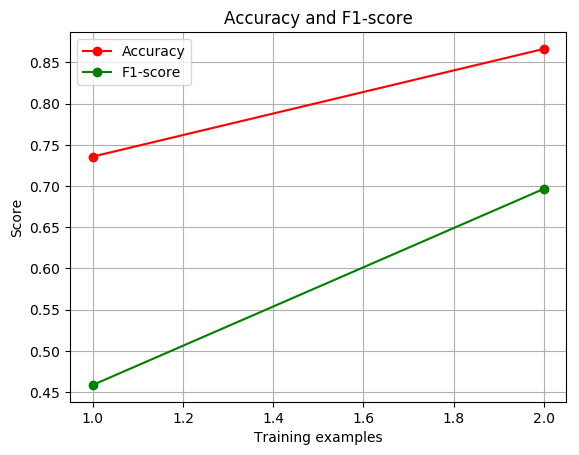 Accuracy and F1-score
Accuracy
F1-score
0.85
0.80
0.75
0.70
0.65
0.60
0.55
0.50
0.45
Score
1.0 1.2 1.4 1.6 1.8 2.0
Training examples